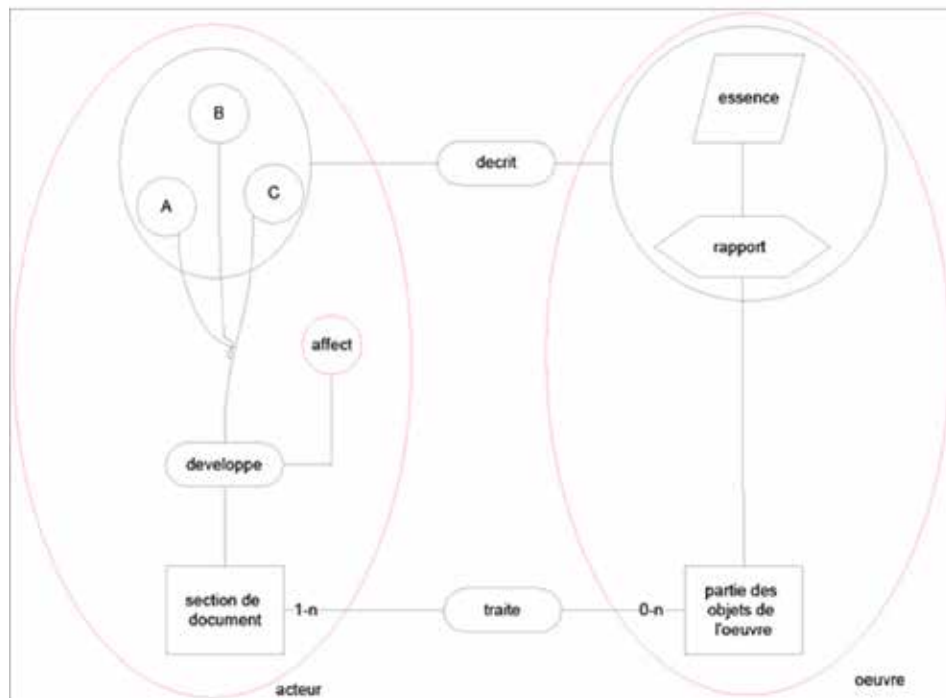 essence
B
decrit
A
C
rapport
affect
developpe
section de
document
1-n
traite
0-n
partie des
objets de
l'oeuvre
acteur
oeuvre